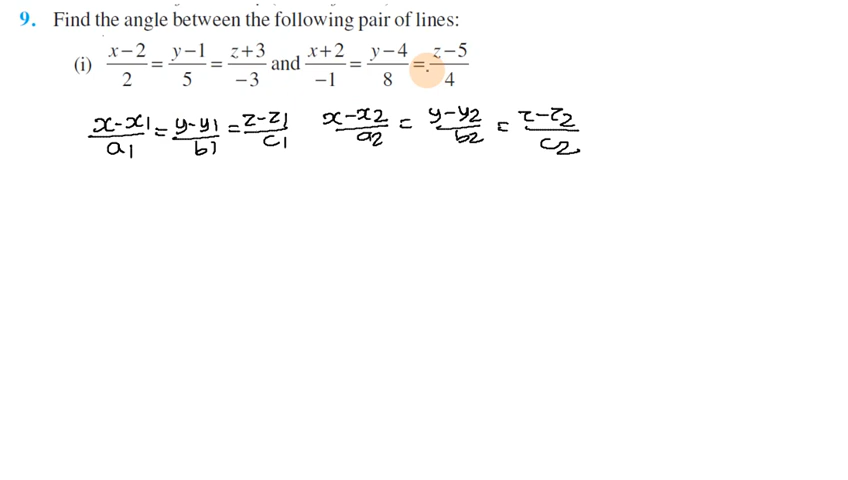 9. Find the angle between the following pair of lines:
(i) x−2/2 = y−1/5 = z+3/−3 and x+2/−1 = y−4/8 = z−5/4
x−x1/a1 = y−y1/b1 = z−z1/c1 x−x2/a2 = y−y2/b2 = z−z2/c2